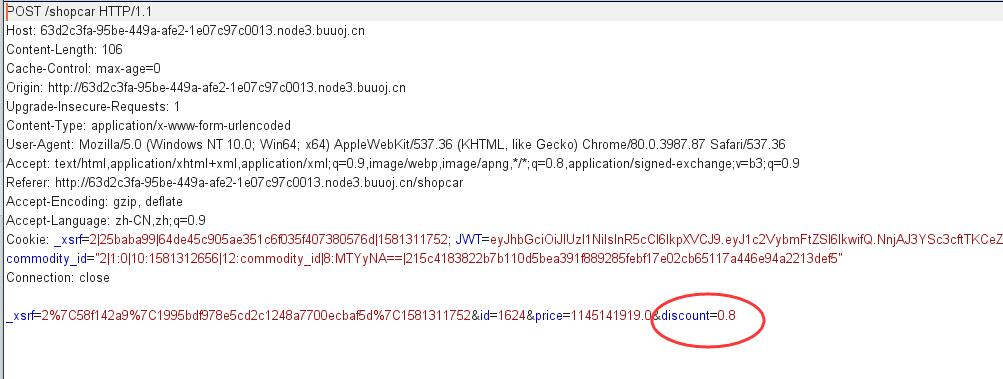 POST /shopcar HTTP/1.1
Host: 63d2c3fa-95be-449a-afe2-1e07c97c0013.node3.buuoj.cn
Content-Length: 106
Cache-Control: max-age=0
Origin: http://63d2c3fa-95be-449a-afe2-1e07c97c0013.node3.buuoj.cn
Upgrade-Insecure-Requests: 1
Content-Type: application/x-www-form-urlencoded
User-Agent: Mozilla/5.0 (Windows NT 10.0; Win64; x64) AppleWebKit/537.36 (KHTML, like Gecko) Chrome/80.0.3987.87 Safari/537.36
Accept: text/html,application/xhtml+xml,application/xml;q=0.9,image/webp,image/apng,*/*;q=0.8,application/signed-exchange;v=b3;q=0.9
Referer: http://63d2c3fa-95be-449a-afe2-1e07c97c0013.node3.buuoj.cn/shopcar
Accept-Encoding: gzip, deflate
Accept-Language: zh-CN,zh;q=0.9
Cookie: _xsrf=2|25baba99|64de45c905ae351c6f035f407380576d|1581311752; JWT=eyJhbGciOiJIUzI1NiIsInR5cCI6IkpXVCJ9.eyJ1c2VybmFtZSI6IkwifQ.NnjAJ3YSc3cftTKCeZ
commodity_id="2|1:0|10:1581312656|12:commodity_id|8:MTYyNA==|215c4183822b7b110d5bea391f889285febf17e02cb65117a446e94a2213def5"
Connection: close
_xsrf=2%7C58f142a9%7C1995bdf978e5cd2c1248a7700ecbaf5d%7C1581311752&id=1624&price=1145141919.0&discount=0.8